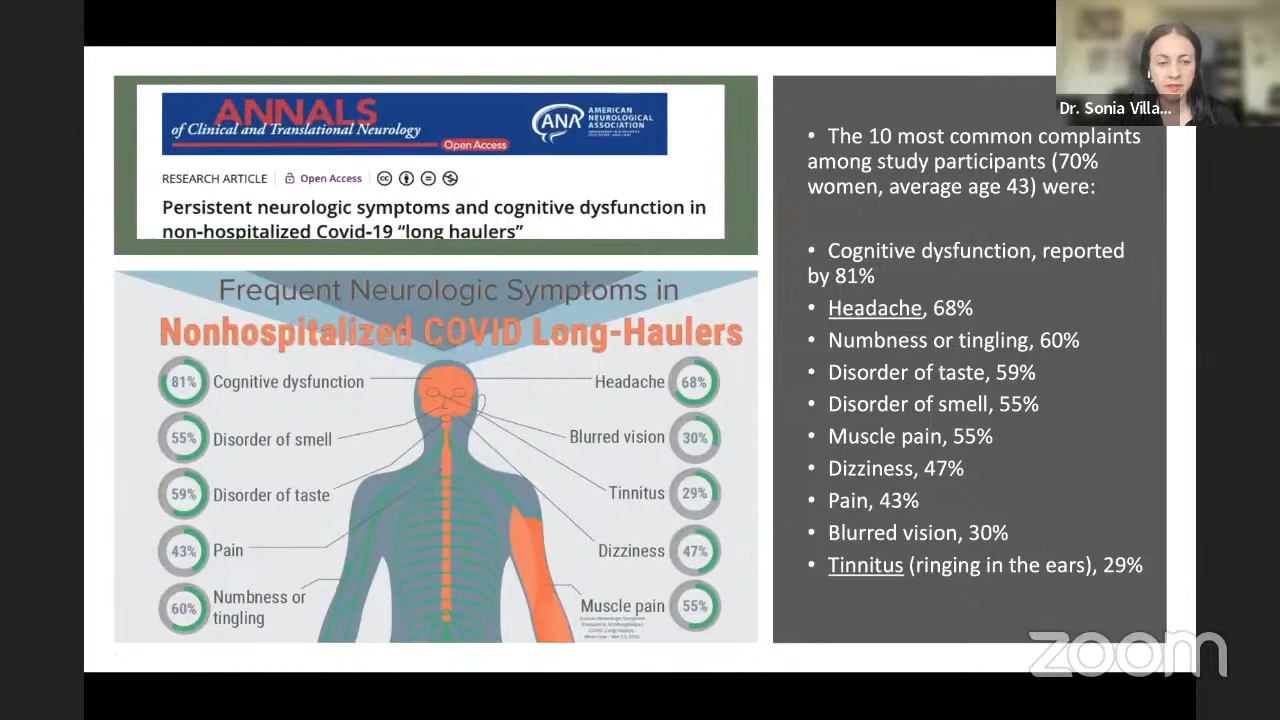 ANNALS
of Clinical and Translational Neurology
Open Access
ANA
AMERICAN
NEUROLOGICAL
ASSOCIATION
RESEARCH ARTICLE
Open Access
Persistent neurologic symptoms and cognitive dysfunction in
non-hospitalized Covid-19 “long haulers”
Frequent Neurologic Symptoms in
Nonhospitalized COVID Long-Haulers
81% Cognitive dysfunction
55% Disorder of smell
59% Disorder of taste
43% Pain
60% Numbness or
tingling
Headache 68%
Blurred vision 30%
Tinnitus 29%
Dizziness 47%
Muscle pain 55%
• The 10 most common complaints
among study participants (70%
women, average age 43) were:
• Cognitive dysfunction, reported
by 81%
• Headache, 68%
• Numbness or tingling, 60%
• Disorder of taste, 59%
• Disorder of smell, 55%
• Muscle pain, 55%
• Dizziness, 47%
• Pain, 43%
• Blurred vision, 30%
• Tinnitus (ringing in the ears), 29%
Dr. Sonia Villa...
zoom